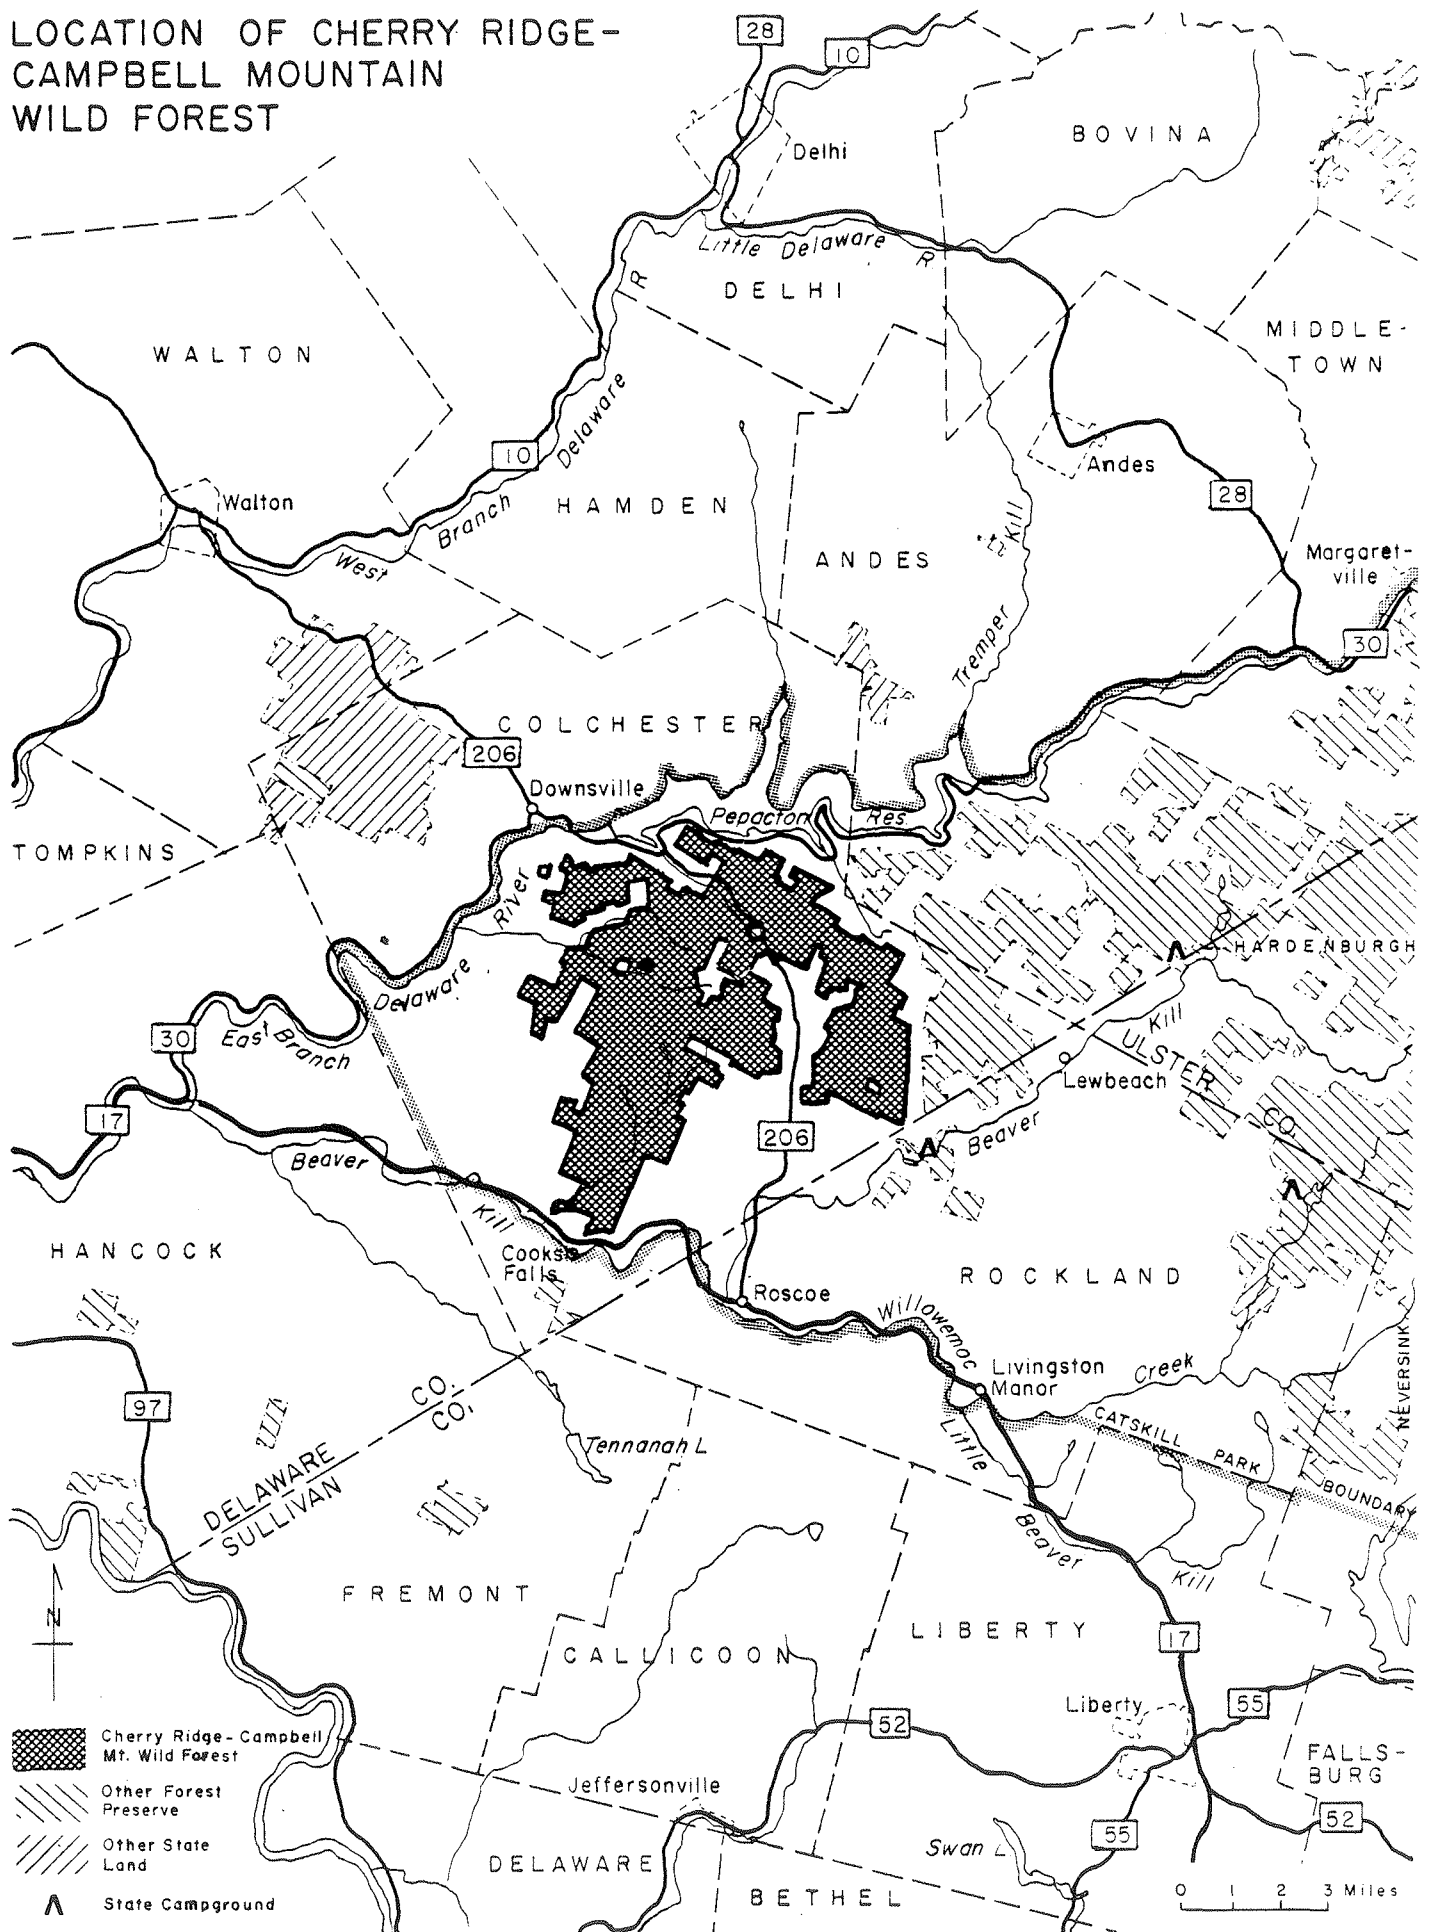 LOCATION OF CHERRY RIDGE-
CAMPBELL MOUNTAIN
WILD FOREST
28
10
Delhi
BOVINA
Little Delaware R
DELHI
R
MIDDLE-
TOWN
WALTON
10
West Branch Delaware
Walton
HAMDEN
Andes
28
ANDES
Tremper Kill
Margaret-
ville
30
COLCHESTER
206
Downsville
Pepacton Res.
TOMPKINS
River
HARDENBURGH
Delaware
East Branch
30
Kill
ULSTER CO.
Lewbeach
17
206
Beaver
Beaver
Kill
HANCOCK
Cooks
Falls
ROCKLAND
Roscoe
Willowemoc
Livingston
Manor
Creek
NEVERSINK
97
CO.
CO.
CATSKILL PARK BOUNDARY
Little
Tennanah L
DELAWARE
SULLIVAN
Beaver
Kill
N
FREMONT
LIBERTY
CALLICOON
17
Liberty
55
52
Cherry Ridge-Campbell
Mt. Wild Forest
FALLS-
BURG
Jeffersonville
Other Forest
Preserve
52
55
Other State
Land
Swan L
DELAWARE
BETHEL
State Campground
0 1 2 3 Miles